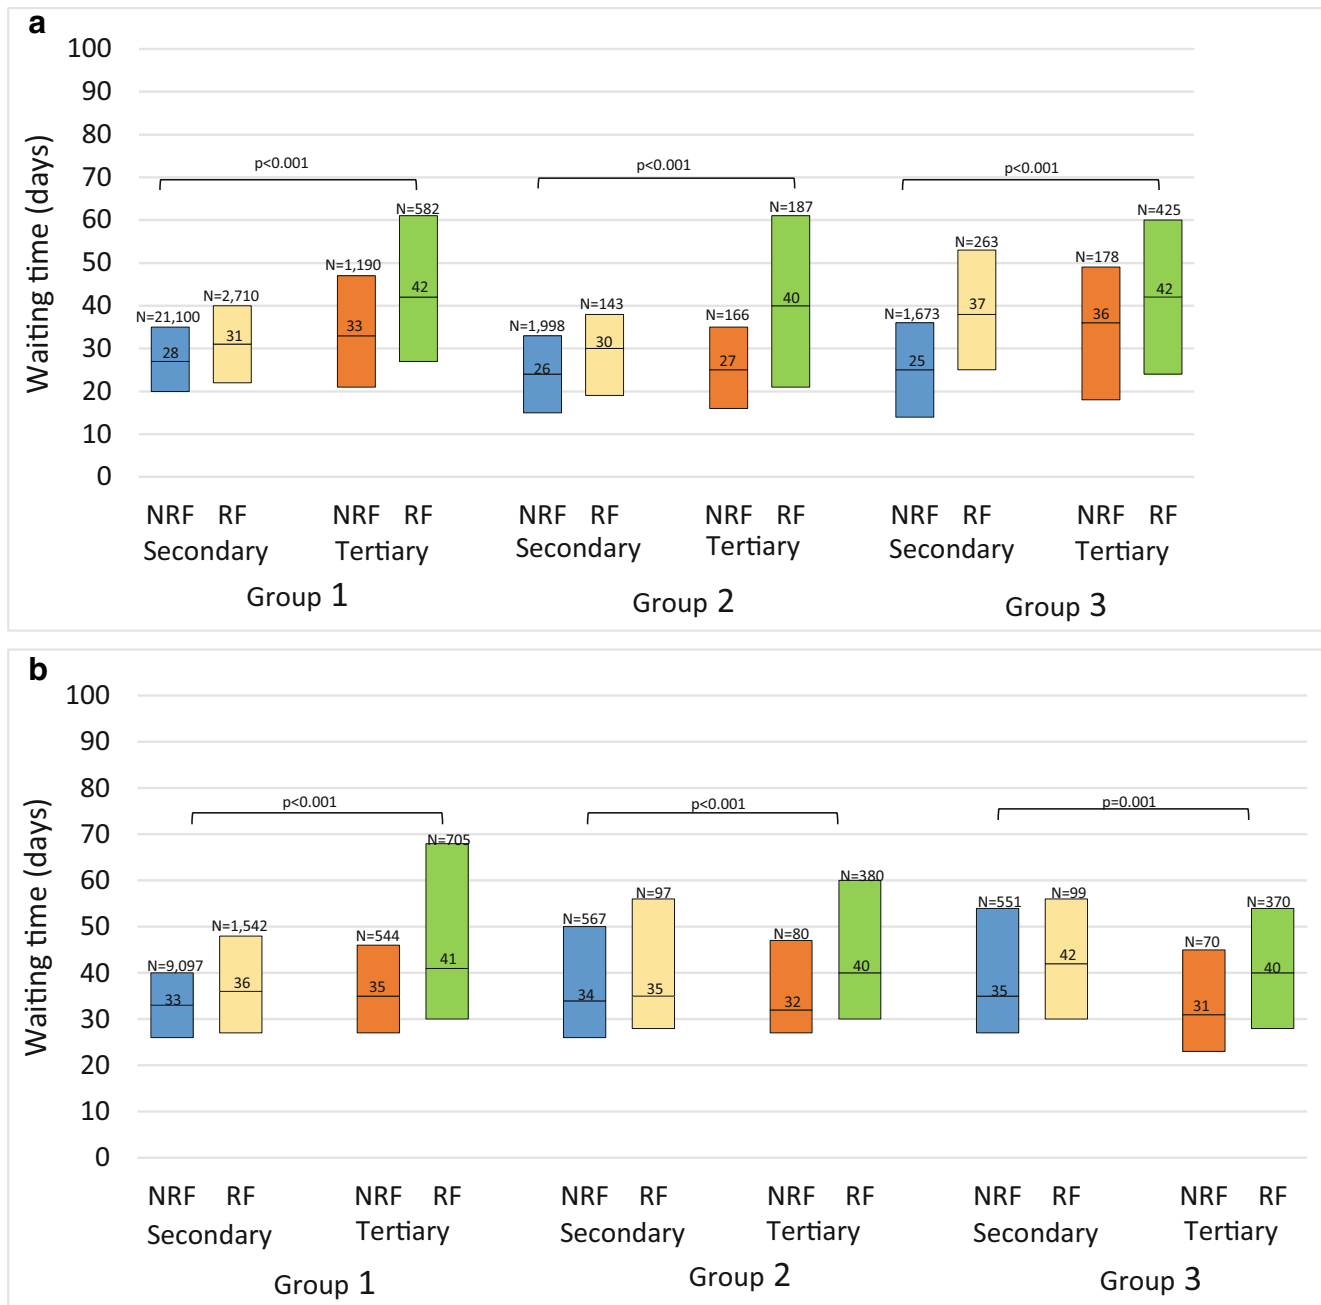 a
100
90
80
70
60
50
40
30
20
10
0
Waiting time (days)
p<0.001
p<0.001
p<0.001
N=21,100
N=2,710
N=1,190
N=582
N=1,998
N=143
N=166
N=187
N=1,673
N=263
N=178
N=425
28
31
33
42
26
30
27
40
25
37
36
42
NRF RF NRF RF NRF RF NRF RF NRF RF NRF RF
Secondary Tertiary Secondary Tertiary Secondary Tertiary
Group 1 Group 2 Group 3
b
100
90
80
70
60
50
40
30
20
10
0
Waiting time (days)
p<0.001
p<0.001
p=0.001
N=9,097
N=1,542
N=544
N=705
N=567
N=97
N=80
N=380
N=551
N=99
N=70
N=370
33
36
35
41
34
35
32
40
35
42
31
40
NRF RF NRF RF NRF RF NRF RF NRF RF NRF RF
Secondary Tertiary Secondary Tertiary Secondary Tertiary
Group 1 Group 2 Group 3